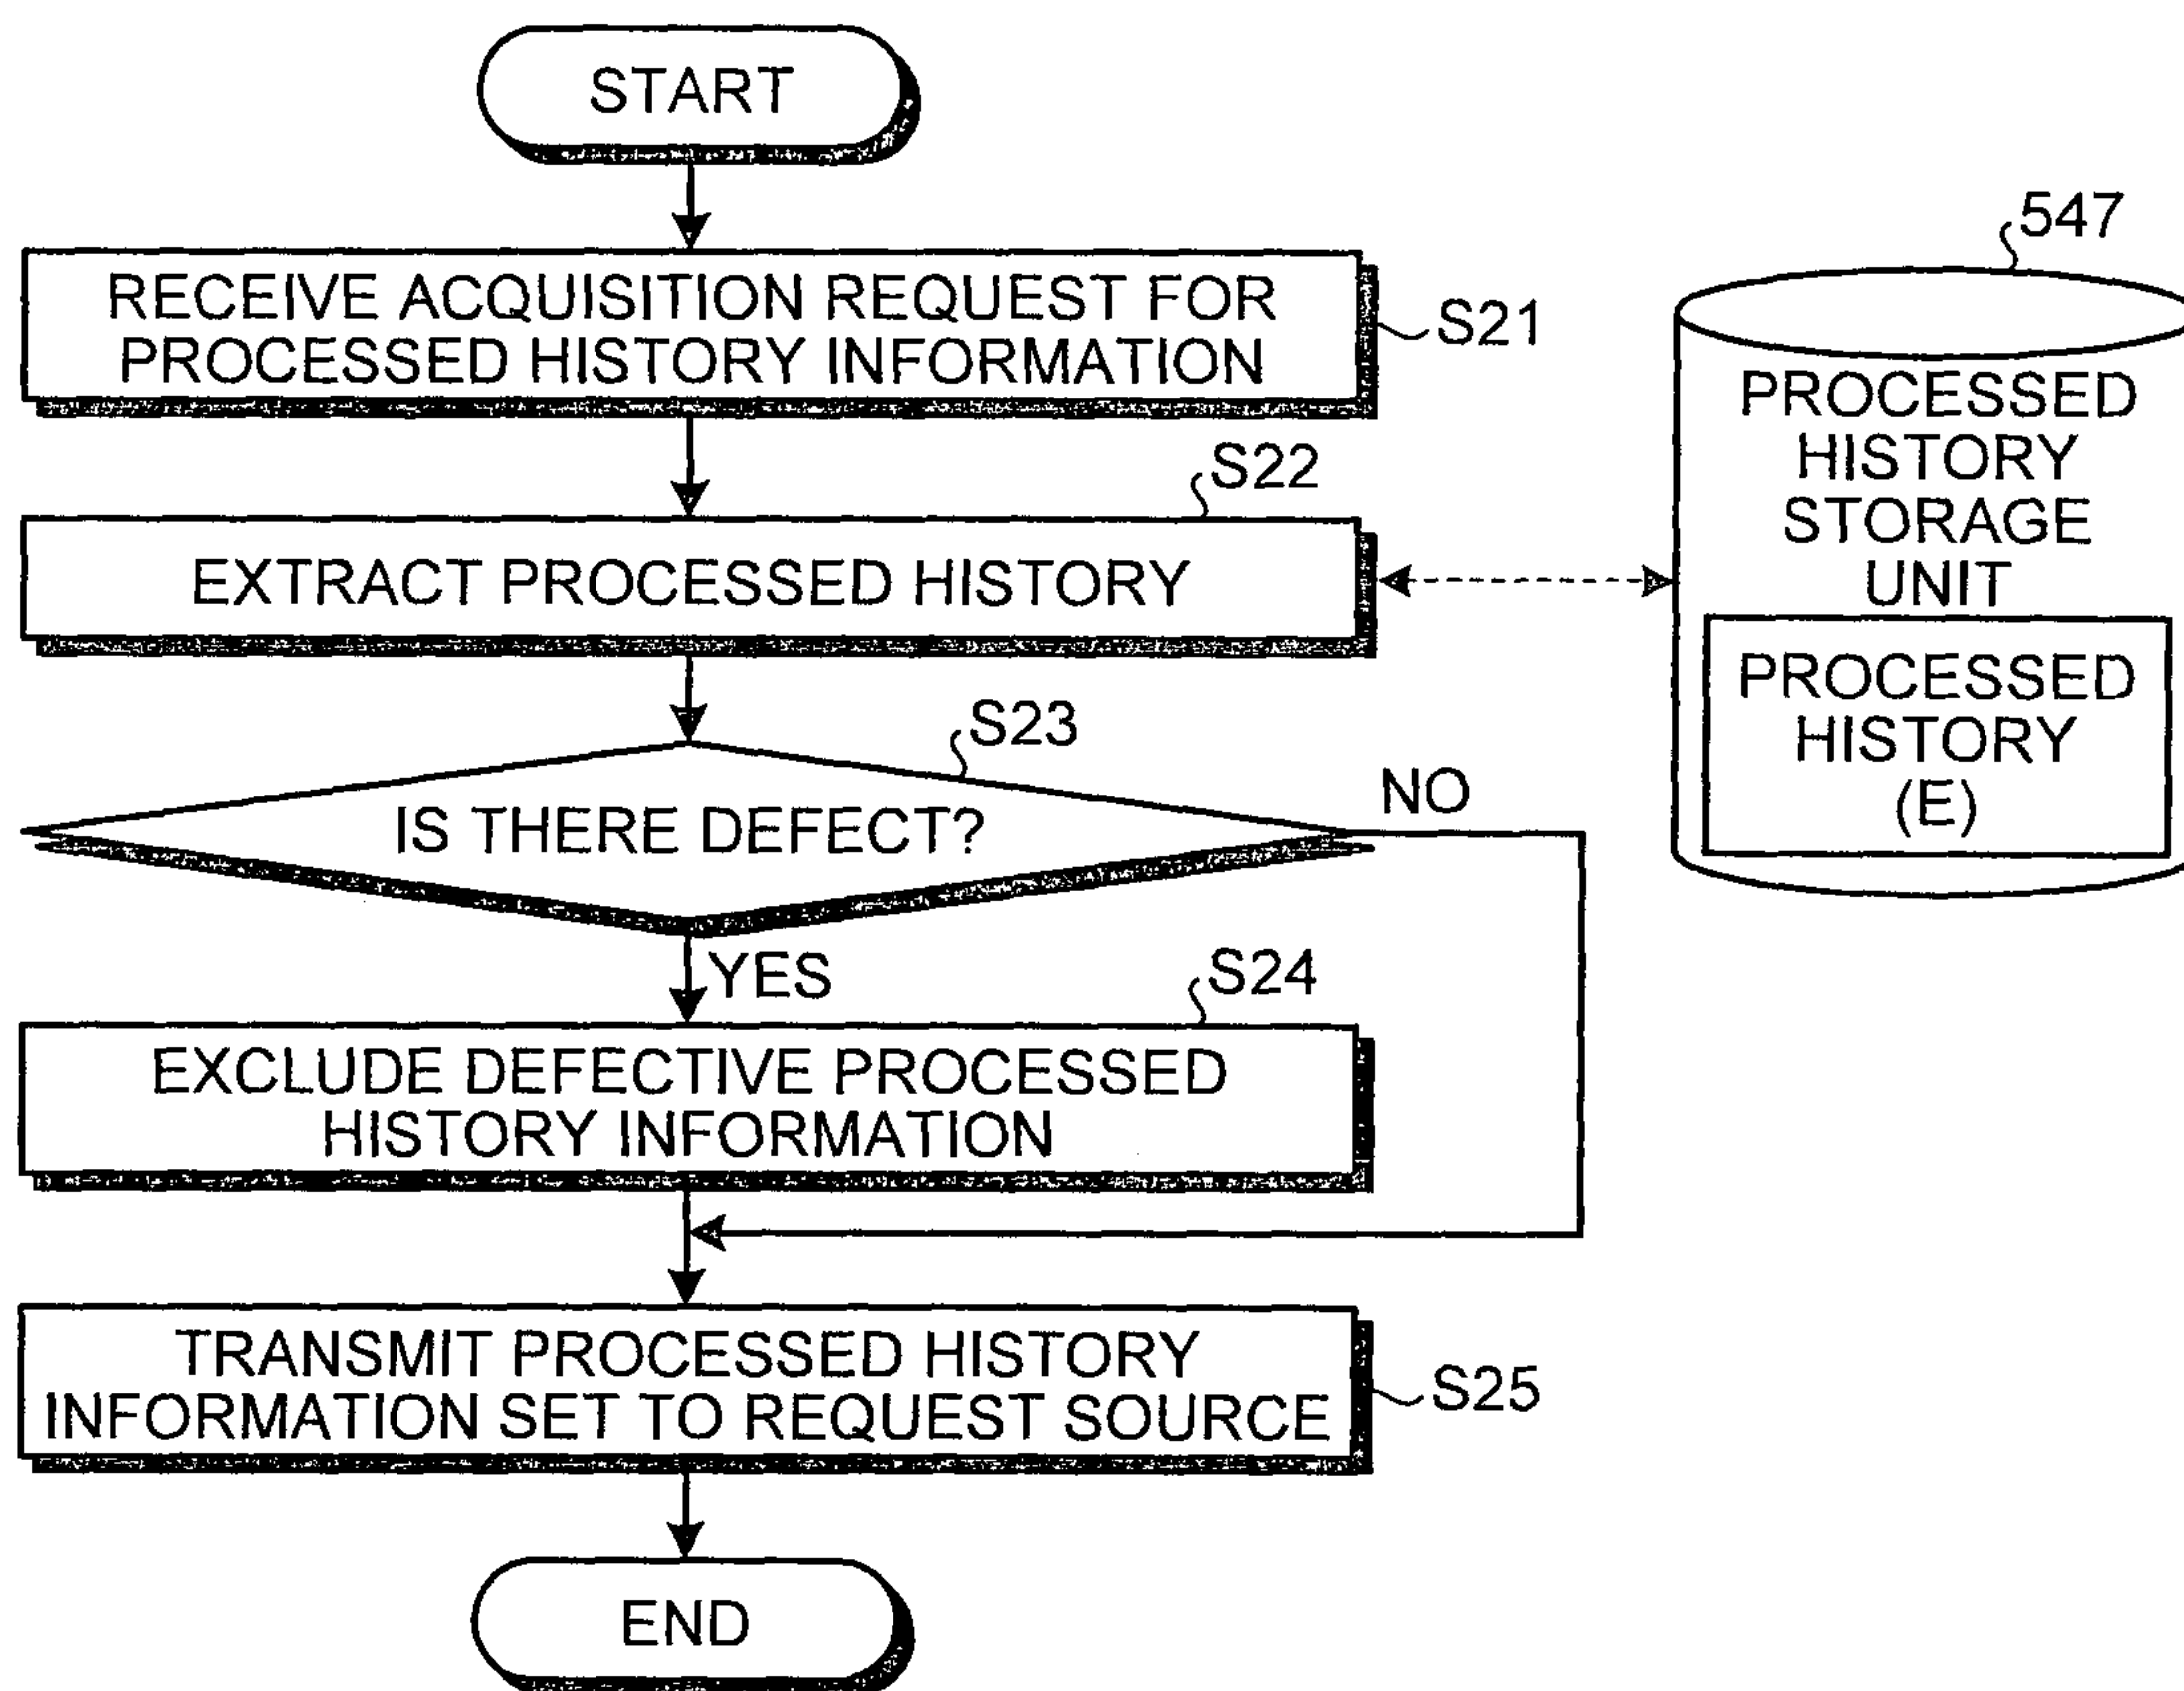 START
RECEIVE ACQUISITION REQUEST FOR
PROCESSED HISTORY INFORMATION
S21
547
PROCESSED
HISTORY
STORAGE
UNIT
PROCESSED
HISTORY
(E)
S22
EXTRACT PROCESSED HISTORY
S23
IS THERE DEFECT?
NO
YES
S24
EXCLUDE DEFECTIVE PROCESSED
HISTORY INFORMATION
TRANSMIT PROCESSED HISTORY
INFORMATION SET TO REQUEST SOURCE
S25
END